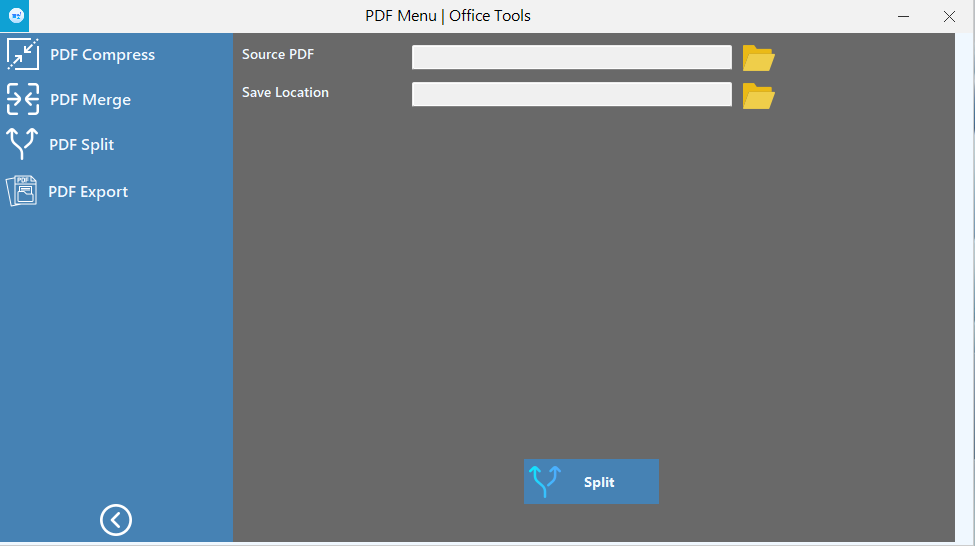 PDF Menu | Office Tools
PDF Compress
PDF Merge
PDF Split
PDF
PDF Export
Source PDF
Save Location
Split